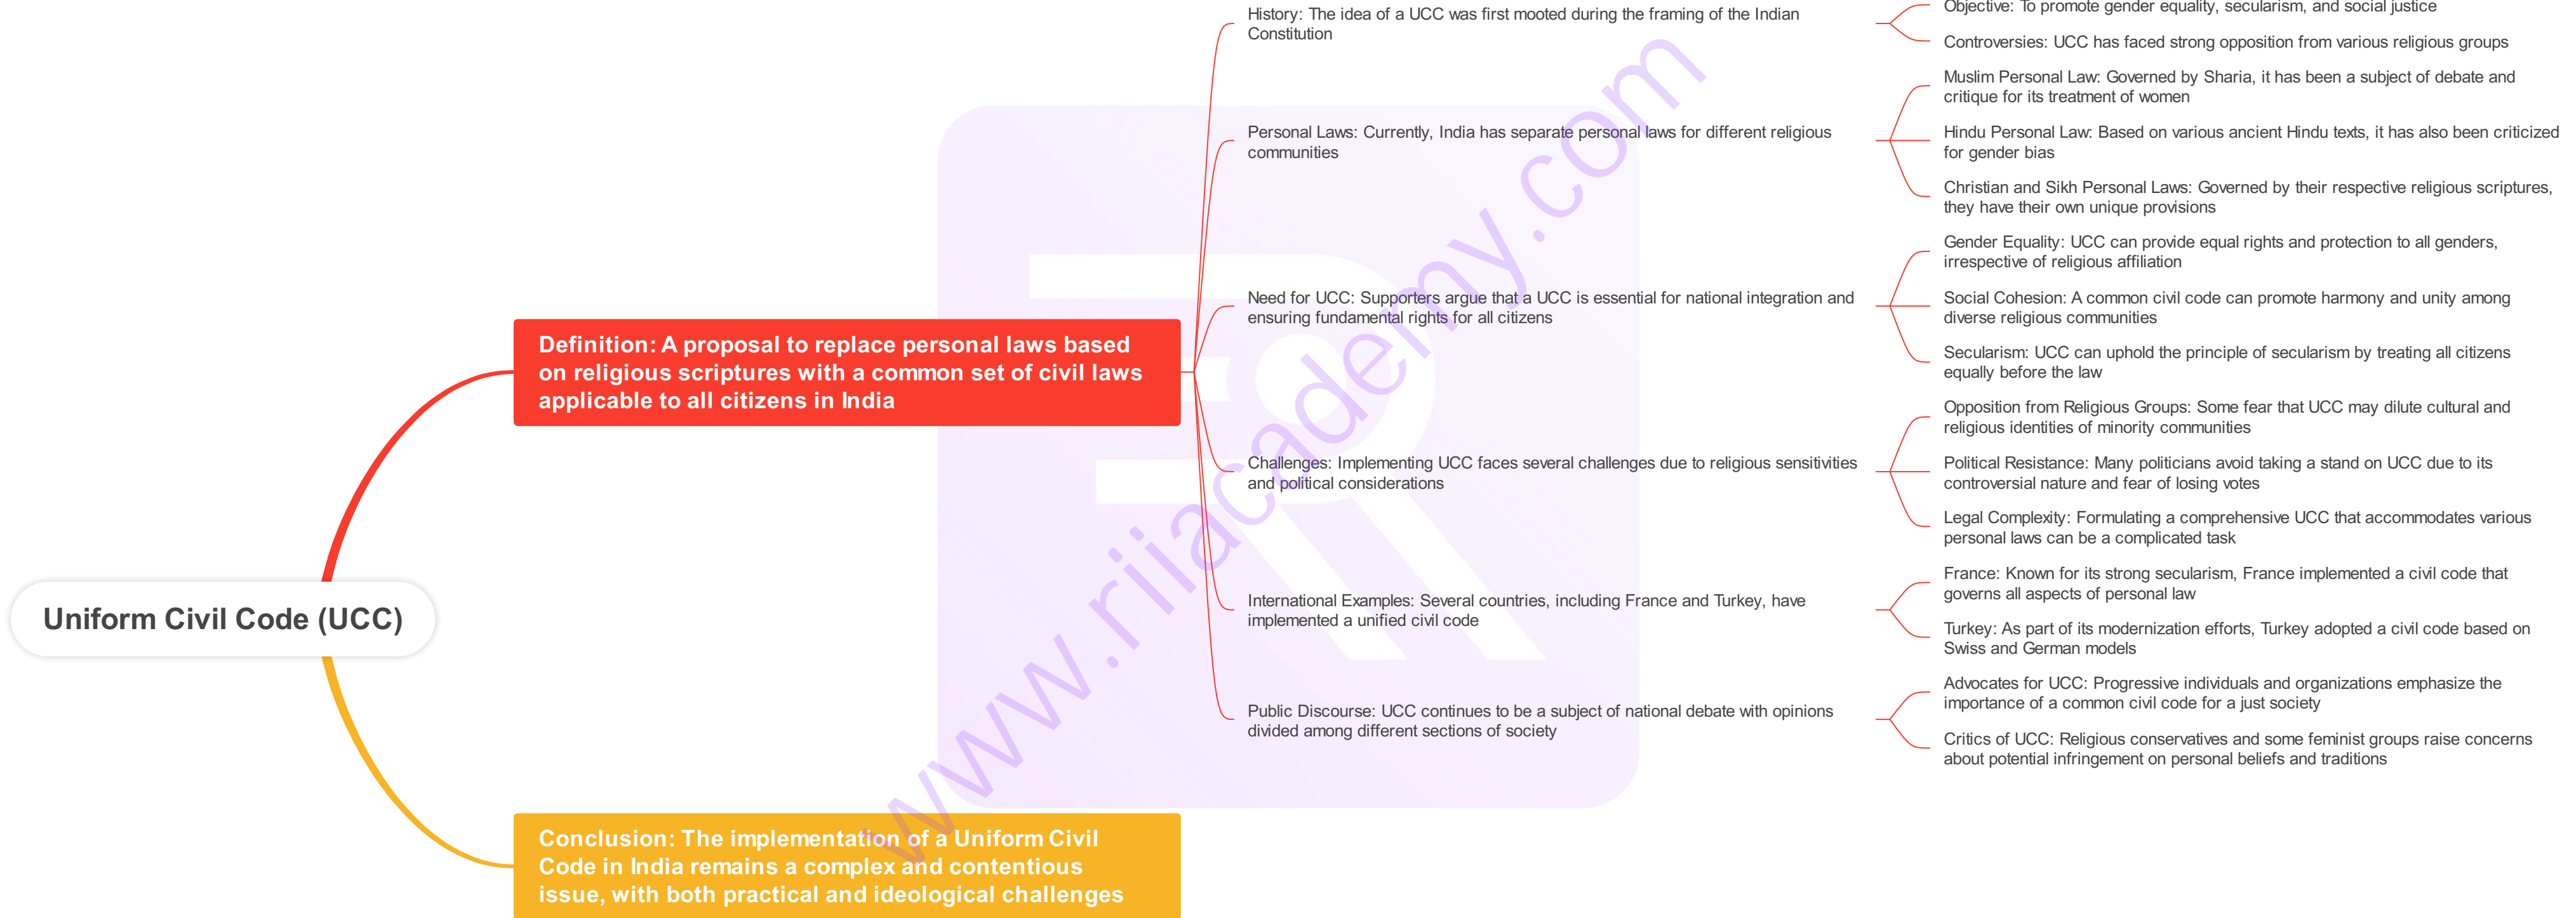 Uniform Civil Code (UCC)
Definition: A proposal to replace personal laws based
on religious scriptures with a common set of civil laws
applicable to all citizens in India
History: The idea of a UCC was first mooted during the framing of the Indian
Constitution
Objective: To promote gender equality, secularism, and social justice
Controversies: UCC has faced strong opposition from various religious groups
Personal Laws: Currently, India has separate personal laws for different religious
communities
Muslim Personal Law: Governed by Sharia, it has been a subject of debate and
critique for its treatment of women
Hindu Personal Law: Based on various ancient Hindu texts, it has also been criticized
for gender bias
Christian and Sikh Personal Laws: Governed by their respective religious scriptures,
they have their own unique provisions
Need for UCC: Supporters argue that a UCC is essential for national integration and
ensuring fundamental rights for all citizens
Gender Equality: UCC can provide equal rights and protection to all genders,
irrespective of religious affiliation
Social Cohesion: A common civil code can promote harmony and unity among
diverse religious communities
Secularism: UCC can uphold the principle of secularism by treating all citizens
equally before the law
Challenges: Implementing UCC faces several challenges due to religious sensitivities
and political considerations
Opposition from Religious Groups: Some fear that UCC may dilute cultural and
religious identities of minority communities
Political Resistance: Many politicians avoid taking a stand on UCC due to its
controversial nature and fear of losing votes
Legal Complexity: Formulating a comprehensive UCC that accommodates various
personal laws can be a complicated task
International Examples: Several countries, including France and Turkey, have
implemented a unified civil code
France: Known for its strong secularism, France implemented a civil code that
governs all aspects of personal law
Turkey: As part of its modernization efforts, Turkey adopted a civil code based on
Swiss and German models
Public Discourse: UCC continues to be a subject of national debate with opinions
divided among different sections of society
Advocates for UCC: Progressive individuals and organizations emphasize the
importance of a common civil code for a just society
Critics of UCC: Religious conservatives and some feminist groups raise concerns
about potential infringement on personal beliefs and traditions
Conclusion: The implementation of a Uniform Civil
Code in India remains a complex and contentious
issue, with both practical and ideological challenges
www.riiacademy.com